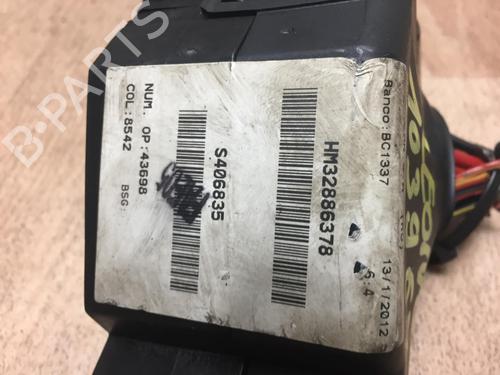 Banco:BC1337
13/1/2012
HM32886378
S406835
NUM. OP:43698
COL:8542
BSG:
B-PARTS